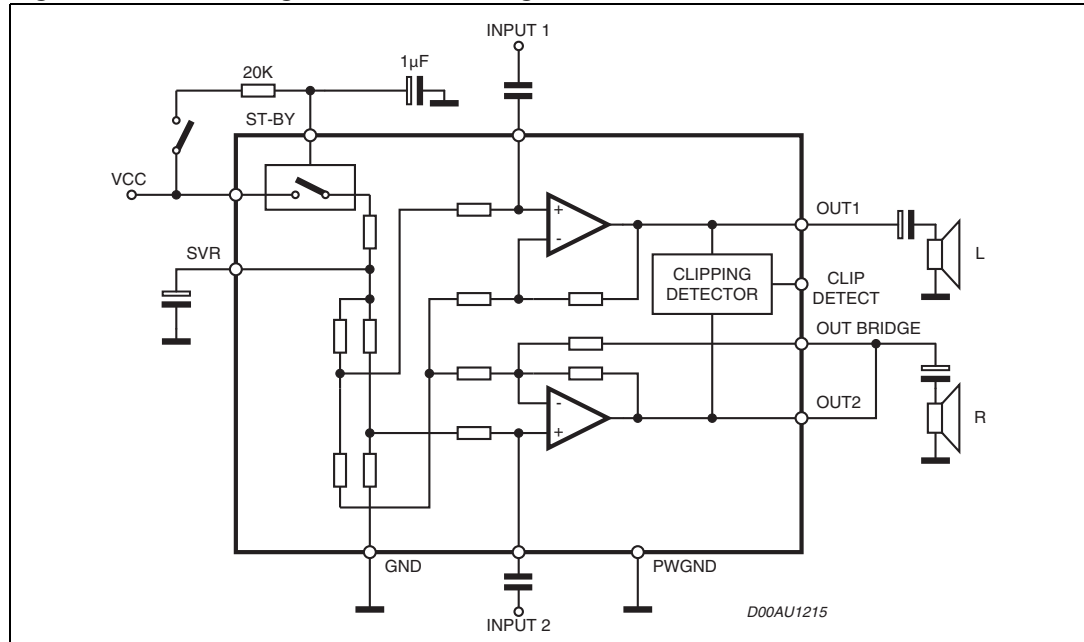 INPUT 1
20K
1µF
ST-BY
VCC
SVR
+
-
OUT1
L
CLIPPING
DETECTOR
CLIP
DETECT
OUT BRIDGE
-
+
OUT2
R
GND
PWGND
INPUT 2
D00AU1215